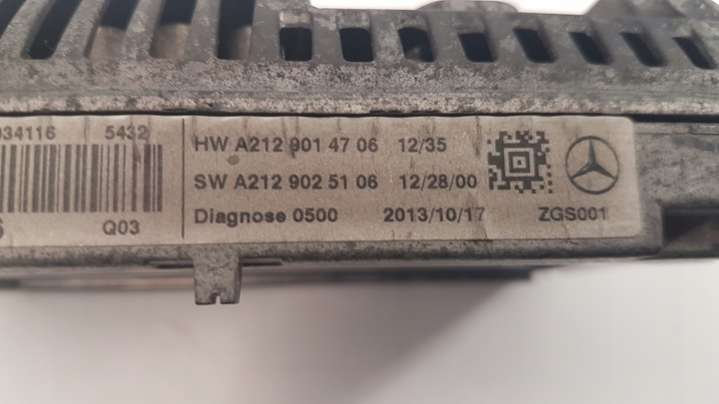 034116 5432
Q03
HW A212 901 47 06 12/35
SW A212 902 51 06 12/28/00
Diagnose 0500 2013/10/17 ZGS001